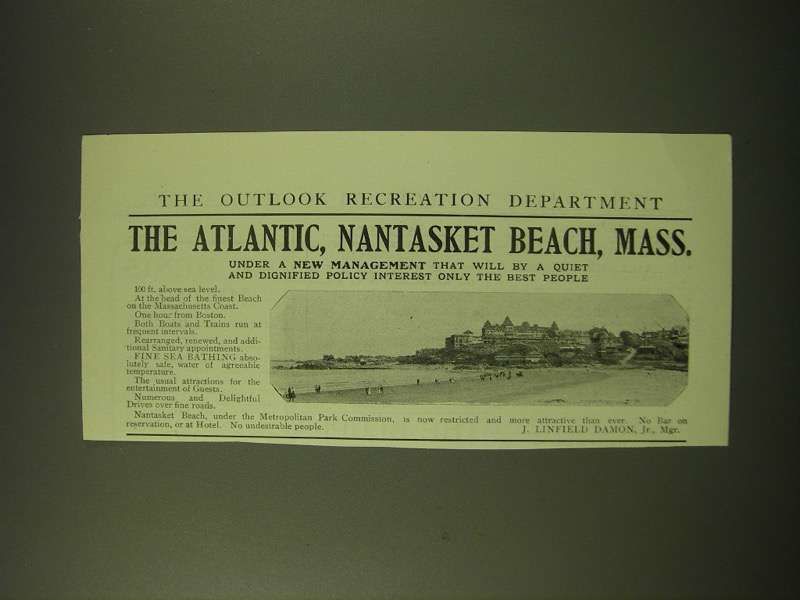 THE OUTLOOK RECREATION DEPARTMENT
THE ATLANTIC, NANTASKET BEACH, MASS.
UNDER A NEW MANAGEMENT THAT WILL BY A QUIET
AND DIGNIFIED POLICY INTEREST ONLY THE BEST PEOPLE
100 ft. above sea level.
At the head of the finest Beach
on the Massachusetts Coast.
One hour from Boston.
Both Boats and Trains run at
frequent intervals.
Rearranged, renewed, and addi-
tional Sanitary appointments.
FINE SEA BATHING abso-
lutely safe, water of agreeable
temperature.
The usual attractions for the
entertainment of Guests.
Numerous and Delightful
Drives over fine roads.
Nantasket Beach, under the Metropolitan Park Commission, is now restricted and more attractive than ever. No Bar on
reservation, or at Hotel. No undesirable people.
J. LINFIELD DAMON, Jr., Mgr.